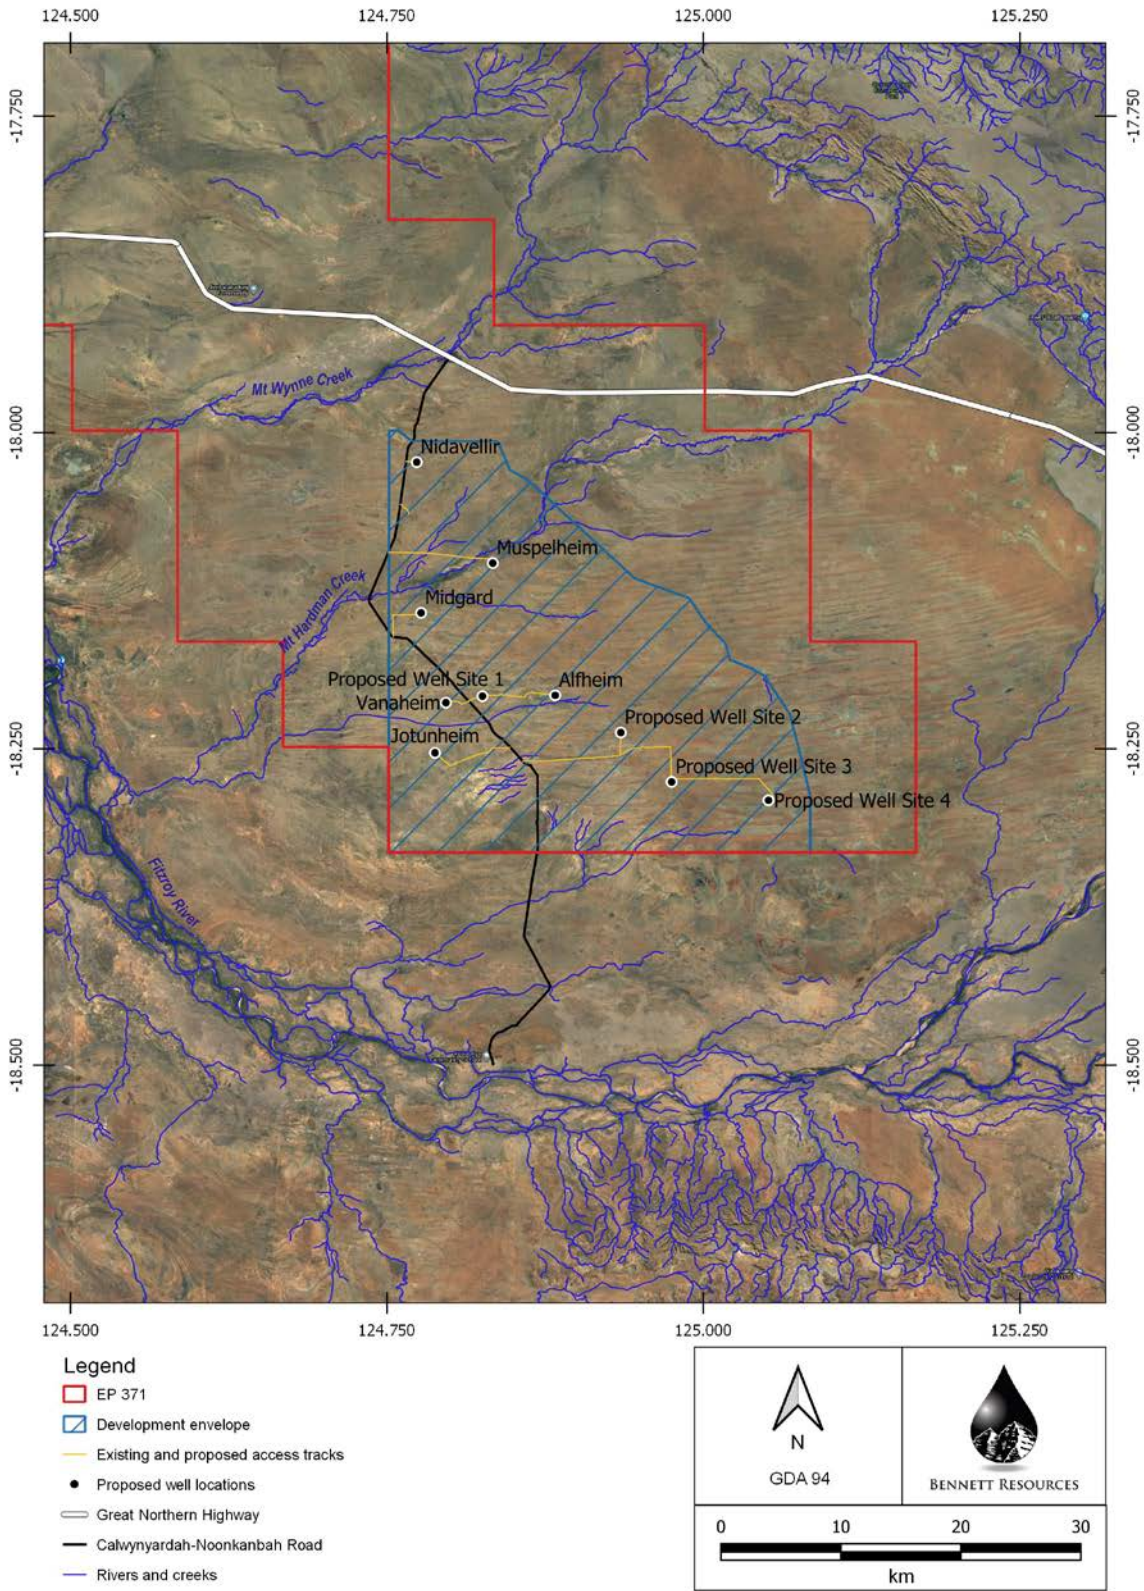 124.500 124.750 125.000 125.250
-17.750 -17.750
Mt Wynne Creek
-18.000 -18.000
Nidavellir
Muspelheim
Midgard
Mt Hardman Creek
Proposed Well Site 1
Alfheim
Vanaheim
Proposed Well Site 2
Jotunheim
-18.250 -18.250
Proposed Well Site 3
Proposed Well Site 4
Fitzroy River
-18.500 -18.500
124.500 124.750 125.000 125.250
Legend
EP 371
Development envelope
Existing and proposed access tracks
Proposed well locations
Great Northern Highway
Calwynyardah-Noonkanbah Road
Rivers and creeks
N
GDA 94
BENNETT RESOURCES
0 10 20 30
km